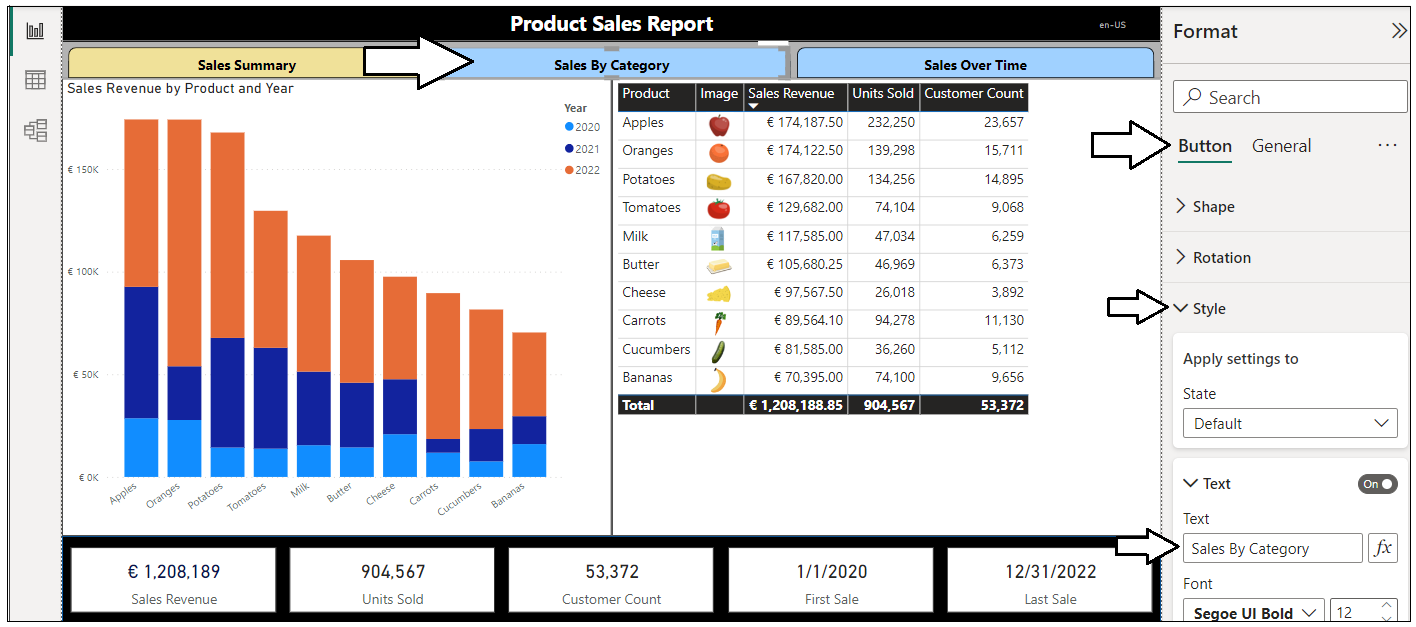 Product Sales Report
en-US
Sales Summary
Sales By Category
Sales Over Time
Sales Revenue by Product and Year
Year
2020
2021
2022
€ 150K
€ 100K
€ 50K
€ 0K
Apples
Oranges
Potatoes
Tomatoes
Milk
Butter
Cheese
Carrots
Cucumbers
Bananas
Product Image Sales Revenue Units Sold Customer Count
Apples € 174,187.50 232,250 23,657
Oranges € 174,122.50 139,298 15,711
Potatoes € 167,820.00 134,256 14,895
Tomatoes € 129,682.00 74,104 9,068
Milk € 117,585.00 47,034 6,259
Butter € 105,680.25 46,969 6,373
Cheese € 97,567.50 26,018 3,892
Carrots € 89,564.10 94,278 11,130
Cucumbers € 81,585.00 36,260 5,112
Bananas € 70,395.00 74,100 9,656
Total € 1,208,188.85 904,567 53,372
€ 1,208,189
Sales Revenue
904,567
Units Sold
53,372
Customer Count
1/1/2020
First Sale
12/31/2022
Last Sale
Format
Search
Button General
Shape
Rotation
Style
Apply settings to
State
Default
Text On
Text
Sales By Category fx
Font
Segoe UI Bold 12